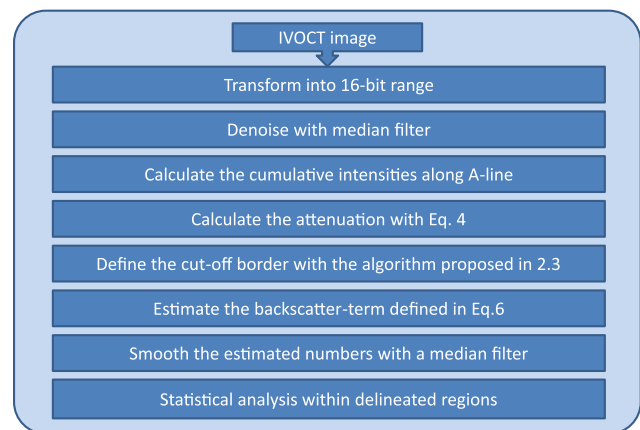 IVOCT image
Transform into 16-bit range
Denoise with median filter
Calculate the cumulative intensities along A-line
Calculate the attenuation with Eq. 4
Define the cut-off border with the algorithm proposed in 2.3
Estimate the backscatter-term defined in Eq.6
Smooth the estimated numbers with a median filter
Statistical analysis within delineated regions